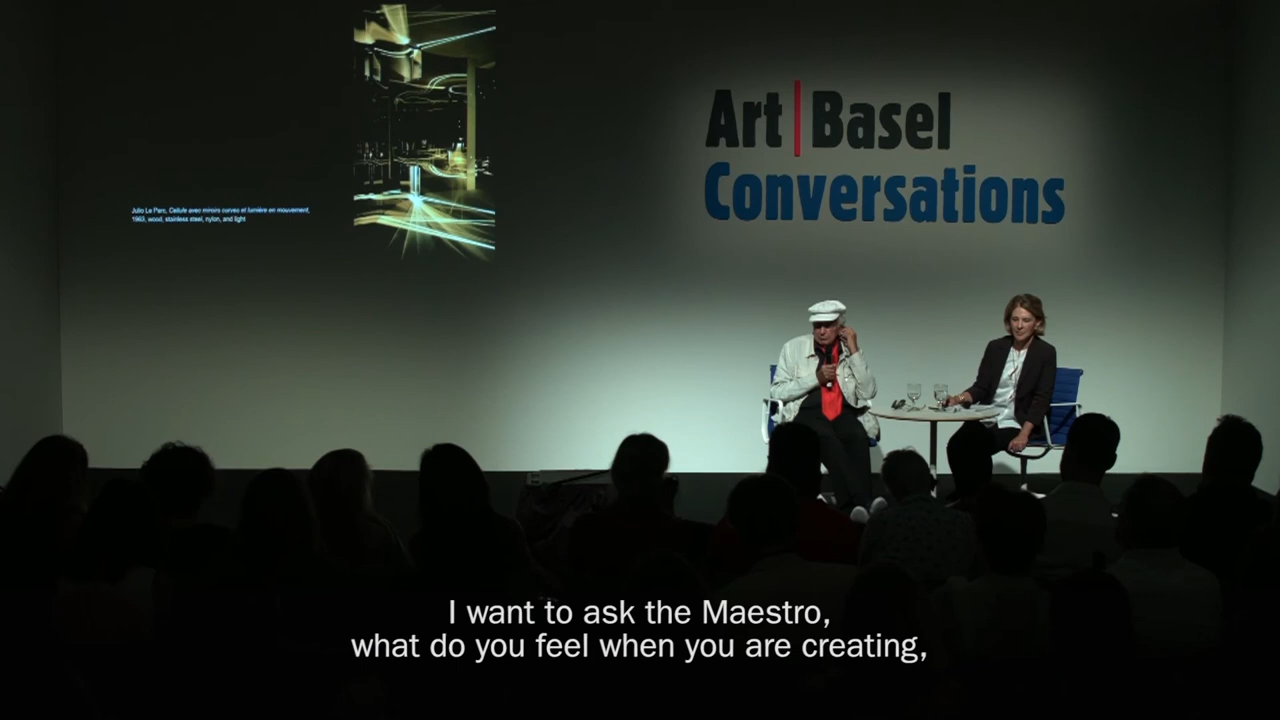 Julio Le Parc, Cellule avec miroirs curves et lumière en mouvement,
1963, wood, stainless steel, nylon, and light
Art | Basel
Conversations
I want to ask the Maestro,
what do you feel when you are creating,